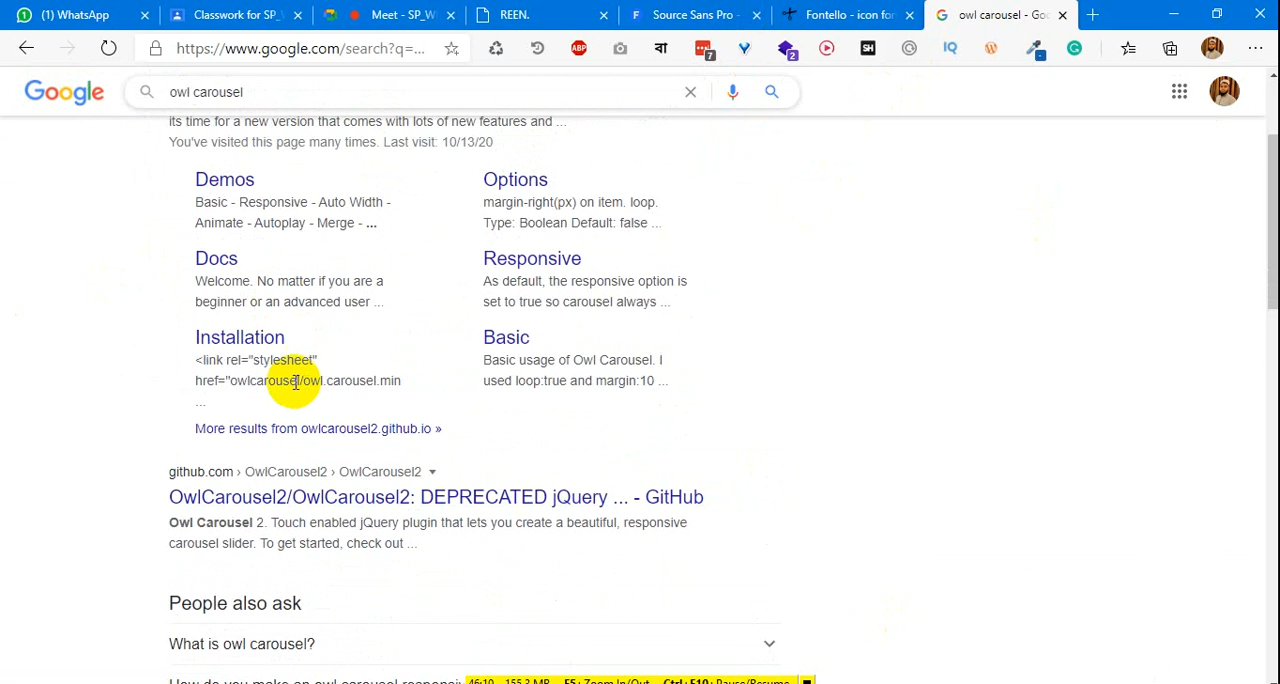 (1) WhatsApp
Classwork for SP_W
Meet - SP_W
REEN.
Source Sans Pro -
Fontello - icon for
owl carousel - Goo
https://www.google.com/search?q=...
ABP
বা
7
2
SH
IQ
Google
owl carousel
its time for a new version that comes with lots of new features and ...
You've visited this page many times. Last visit: 10/13/20
Demos
Basic - Responsive - Auto Width -
Animate - Autoplay - Merge - ...
Options
margin-right(px) on item. loop.
Type: Boolean Default: false ...
Docs
Welcome. No matter if you are a
beginner or an advanced user ...
Responsive
As default, the responsive option is
set to true so carousel always ...
Installation
<link rel="stylesheet"
href="owlcarousel/owl.carousel.min
...
Basic
Basic usage of Owl Carousel. I
used loop:true and margin:10 ...
More results from owlcarousel2.github.io »
github.com › OwlCarousel2 › OwlCarousel2
OwlCarousel2/OwlCarousel2: DEPRECATED jQuery ... - GitHub
Owl Carousel 2. Touch enabled jQuery plugin that lets you create a beautiful, responsive
carousel slider. To get started, check out ...
People also ask
What is owl carousel?
How do you make an owl carousel responsi
46:10 155.3 MB F5: Zoom In/Out Ctrl+F10: Pause/Resume